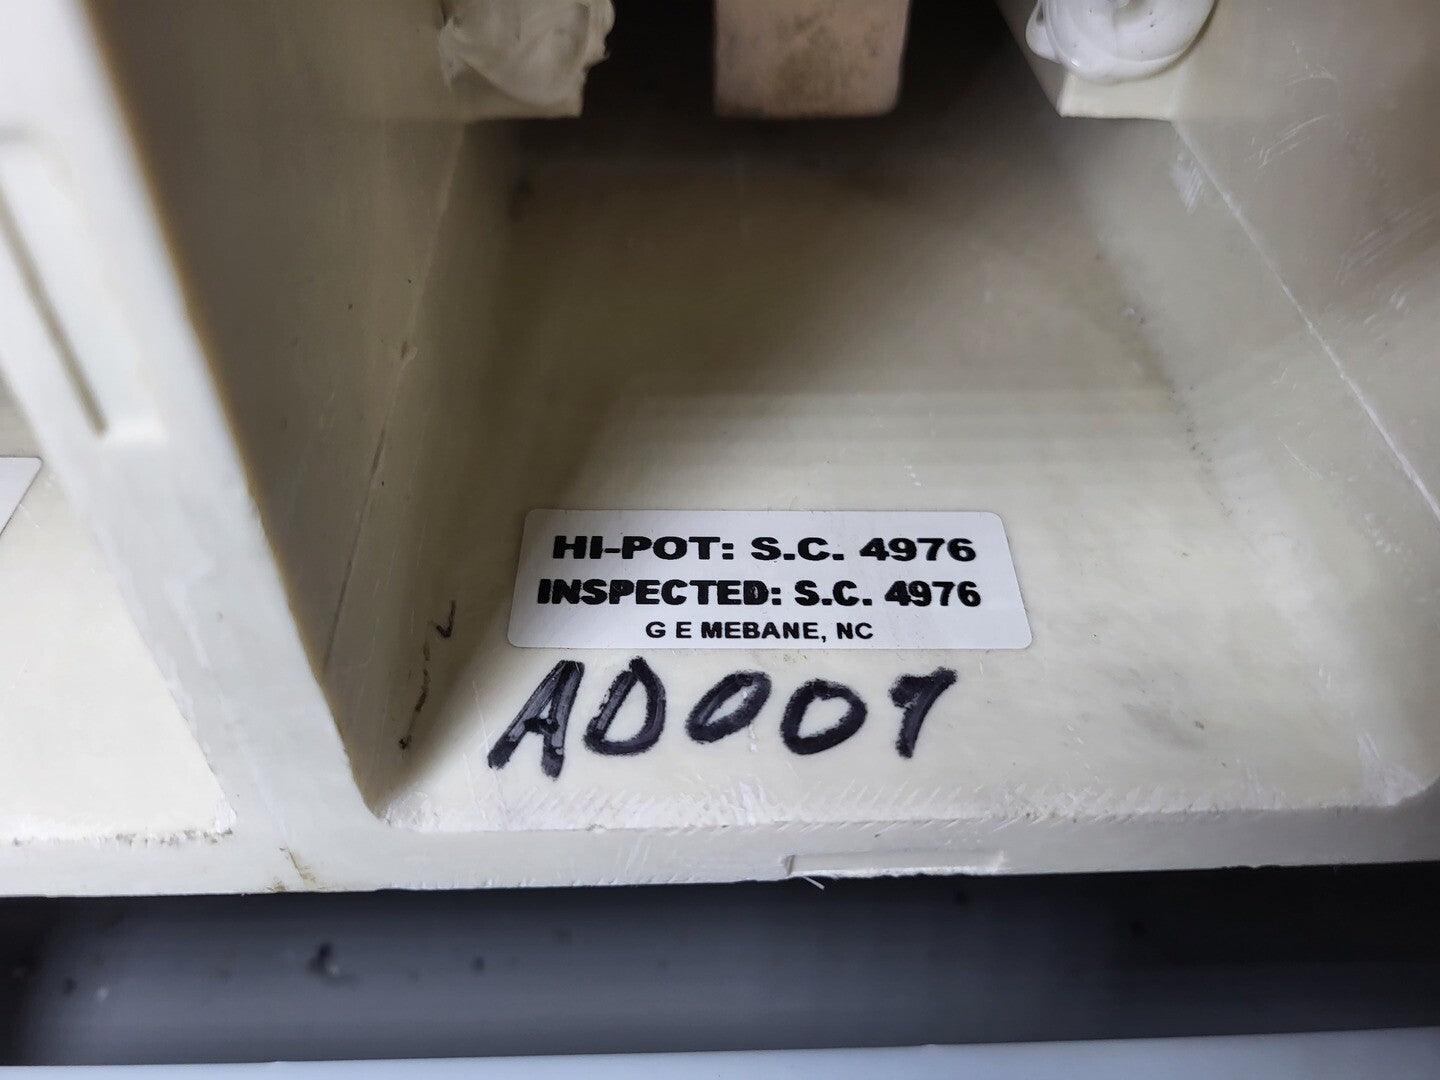 HI-POT: S.C. 4976
INSPECTED: S.C. 4976
G E MEBANE, NC
AD007